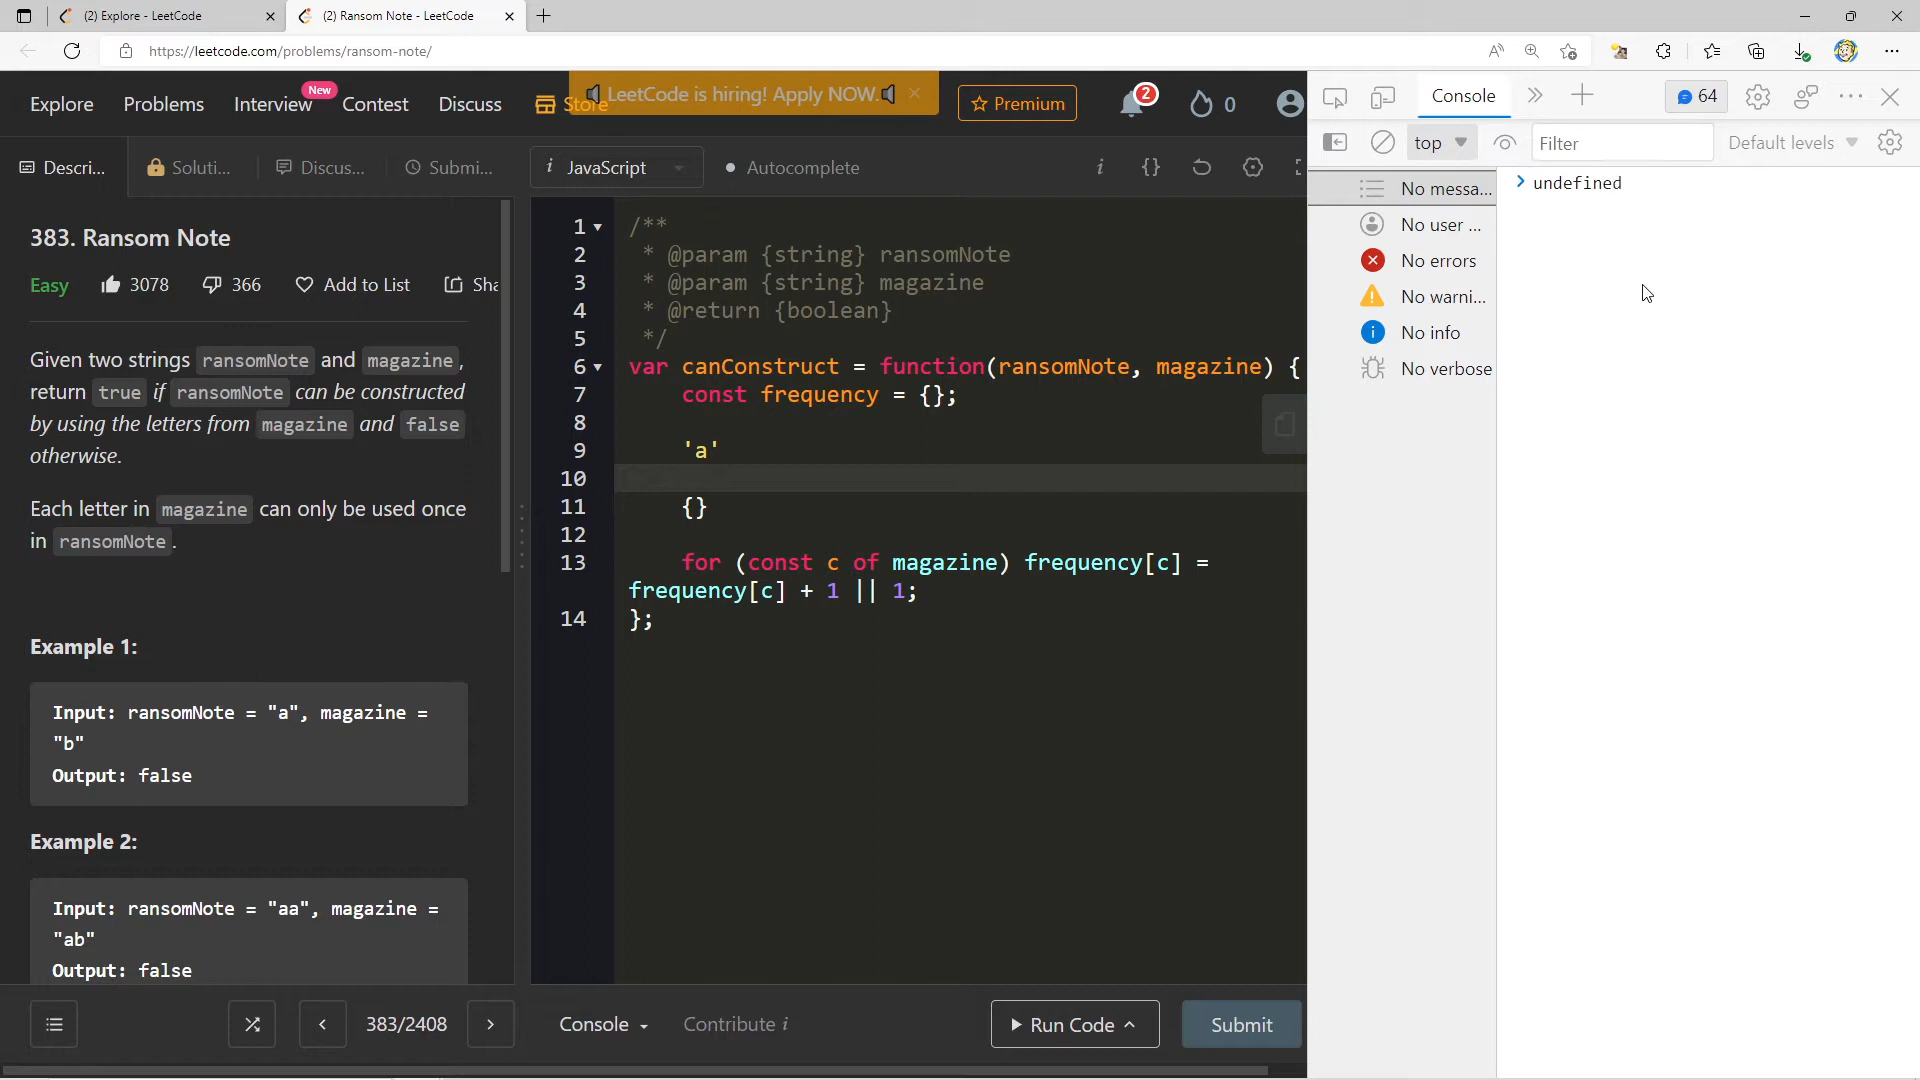 (2) Explore - LeetCode
(2) Ransom Note - LeetCode
https://leetcode.com/problems/ransom-note/
Explore
Problems
Interview
New
Contest
Discuss
Store
LeetCode is hiring! Apply NOW.
Premium
2
0
Descri...
Soluti...
Discus...
Submi...
i JavaScript
Autocomplete
383. Ransom Note
Easy 3078 366 Add to List Sha
Given two strings ransomNote and magazine,
return true if ransomNote can be constructed
by using the letters from magazine and false
otherwise.
Each letter in magazine can only be used once
in ransomNote.
Example 1:
Input: ransomNote = "a", magazine =
"b"
Output: false
Example 2:
Input: ransomNote = "aa", magazine =
"ab"
Output: false
383/2408
1 /**
2 * @param {string} ransomNote
3 * @param {string} magazine
4 * @return {boolean}
5 */
6 var canConstruct = function(ransomNote, magazine) {
7 const frequency = {};
8
9 'a'
10
11 {}
12
13 for (const c of magazine) frequency[c] =
frequency[c] + 1 || 1;
14 };
Console
Contribute i
Run Code
Submit
Console
64
top
Filter
Default levels
No messa...
No user ...
No errors
No warni...
No info
No verbose
> undefined